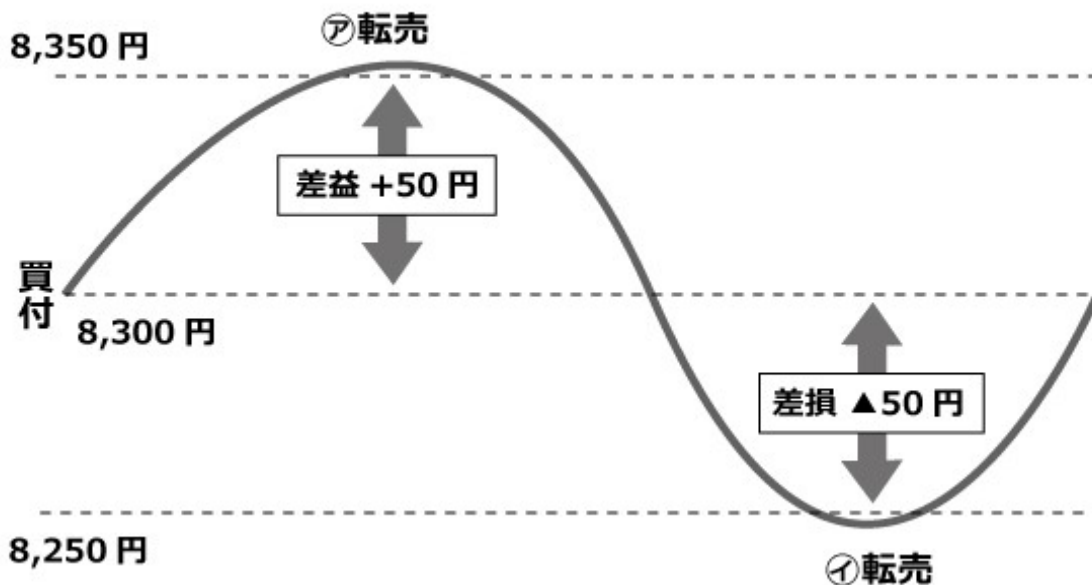 ㋐転売
8,350 円
差益 +50 円
買付
8,300 円
差損 ▲50 円
8,250 円
㋑転売